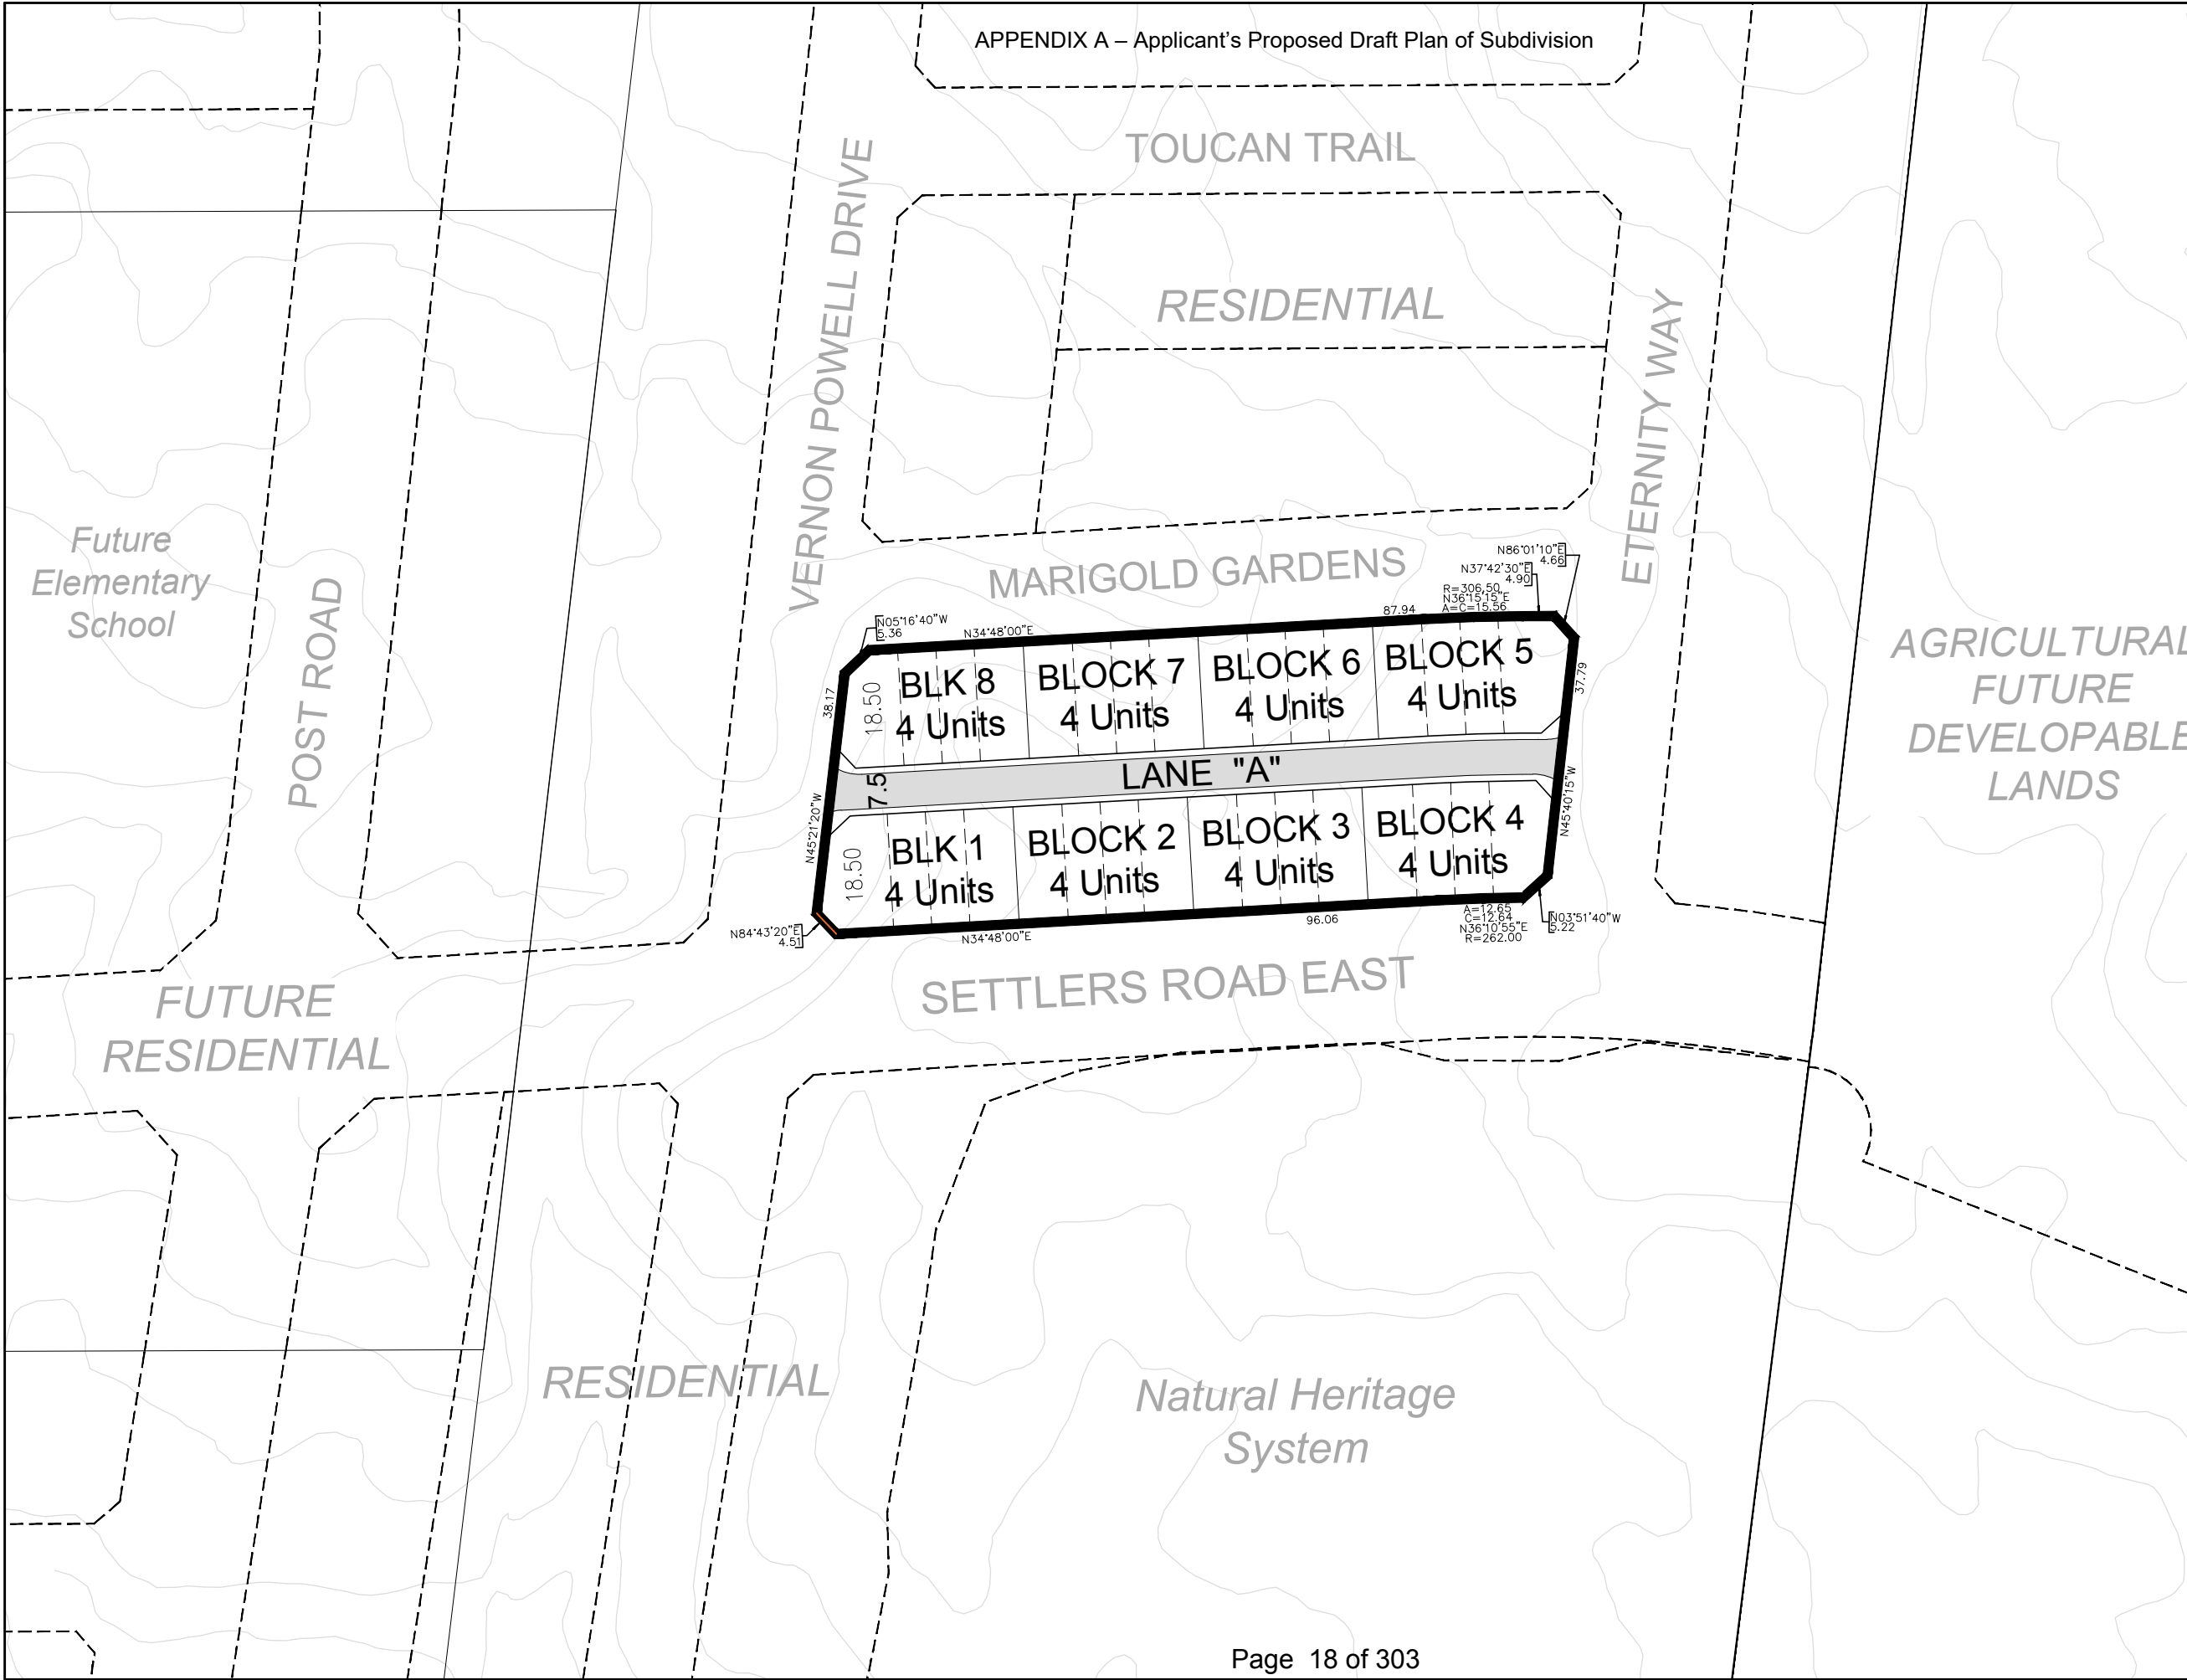 APPENDIX A – Applicant's Proposed Draft Plan of Subdivision
TOUCAN TRAIL
VERNON POWELL DRIVE
RESIDENTIAL
ETERNITY WAY
MARIGOLD GARDENS
Future
Elementary
School
POST ROAD
AGRICULTURAL
FUTURE
DEVELOPABLE
LANDS
N86°01'10"E
4.66
N37°42'30"E
4.90
R=306.50
N36°15'15"E
A=C=15.56
87.94
N05°16'40"W
5.36
N34°48'00"E
38.17
37.79
18.50
BLK 8
4 Units
BLOCK 7
4 Units
BLOCK 6
4 Units
BLOCK 5
4 Units
7.5
LANE "A"
N45°21'20"W
N45°40'15"W
18.50
BLK 1
4 Units
BLOCK 2
4 Units
BLOCK 3
4 Units
BLOCK 4
4 Units
N84°43'20"E
4.51
N34°48'00"E
96.06
A=12.65
C=12.64
N36°10'55"E
R=262.00
N03°51'40"W
5.22
SETTLERS ROAD EAST
FUTURE
RESIDENTIAL
RESIDENTIAL
Natural Heritage
System
Page 18 of 303